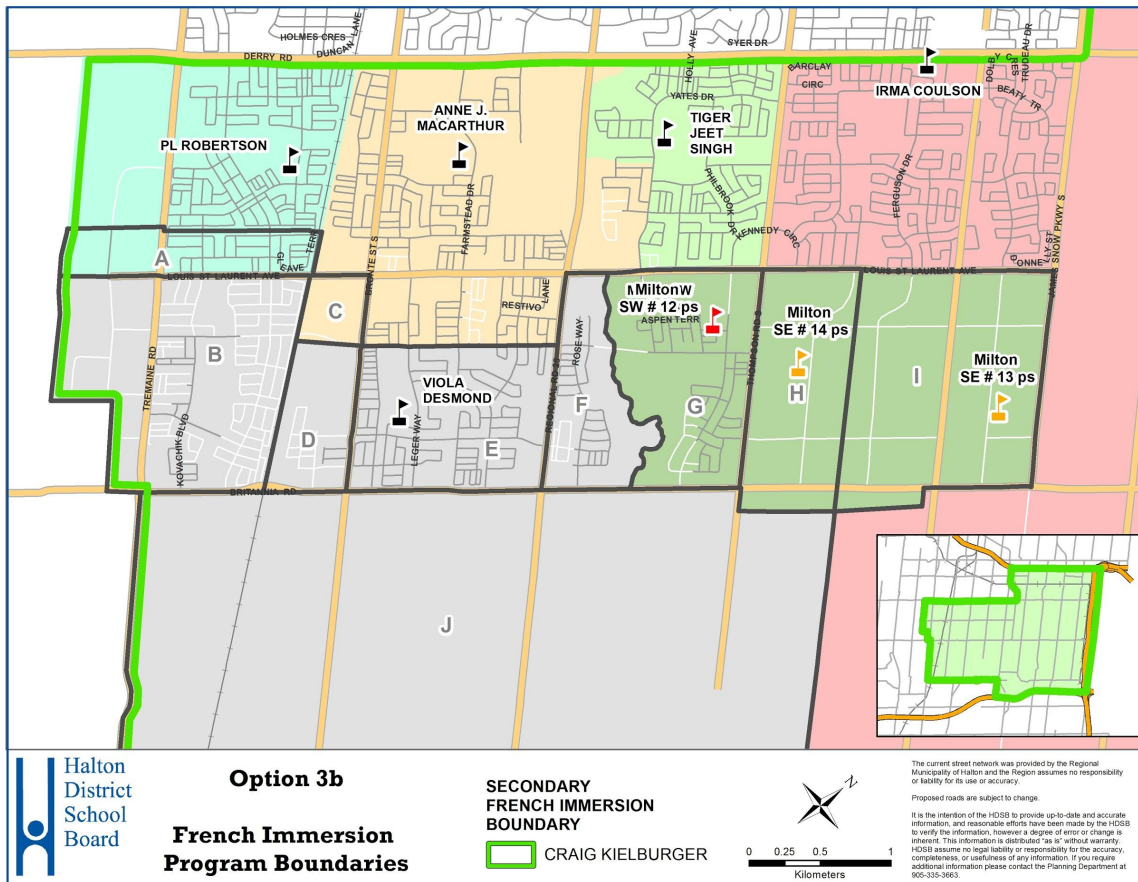 HOLMES CRES
DUNCAN LANE
DERRY RD
HOLLY AVE
SYER DR
BARCLAY
CIRC
DOLBY CRES
TRUDEAU DR
BEATY TR
IRMA COULSON
YATES DR
ANNE J.
MACARTHUR
TIGER
JEET
SINGH
PL ROBERTSON
FARMSTEAD DR
PHILBROOK DR
KENNEDY CIRC
FERGUSON DR
DONNELLY ST
JAMES SNOW PKWY S
A
GLEAVE TERR
LOUIS ST LAURENT AVE
BRONTE ST S
LOUIS ST LAURENT AVE
C
RESTIVO
LANE
Milton
SW # 12 ps
ASPEN TERR
Milton
SE # 14 ps
Milton
SE # 13 ps
B
TREMAINE RD
KOVACHIK BLVD
D
VIOLA
DESMOND
LEGER WAY
E
REGIONAL RD 25
ROSE WAY
F
G
THOMPSON RD S
H
I
BRITANNIA RD
J
Halton
District
School
Board
Option 3b
French Immersion
Program Boundaries
SECONDARY
FRENCH IMMERSION
BOUNDARY
CRAIG KIELBURGER
N
0 0.25 0.5 1
Kilometers
The current street network was provided by the Regional
Municipality of Halton and the Region assumes no responsibility
or liability for its use or accuracy.
Proposed roads are subject to change.
It is the intention of the HDSB to provide up-to-date and accurate
information, and reasonable efforts have been made by the HDSB
to verify the information, however a degree of error or change is
inherent. This information is distributed "as is" without warranty.
HDSB assume no legal liability or responsibility for the accuracy,
completeness, or usefulness of any information. If you require
additional information please contact the Planning Department at
905-335-3663.